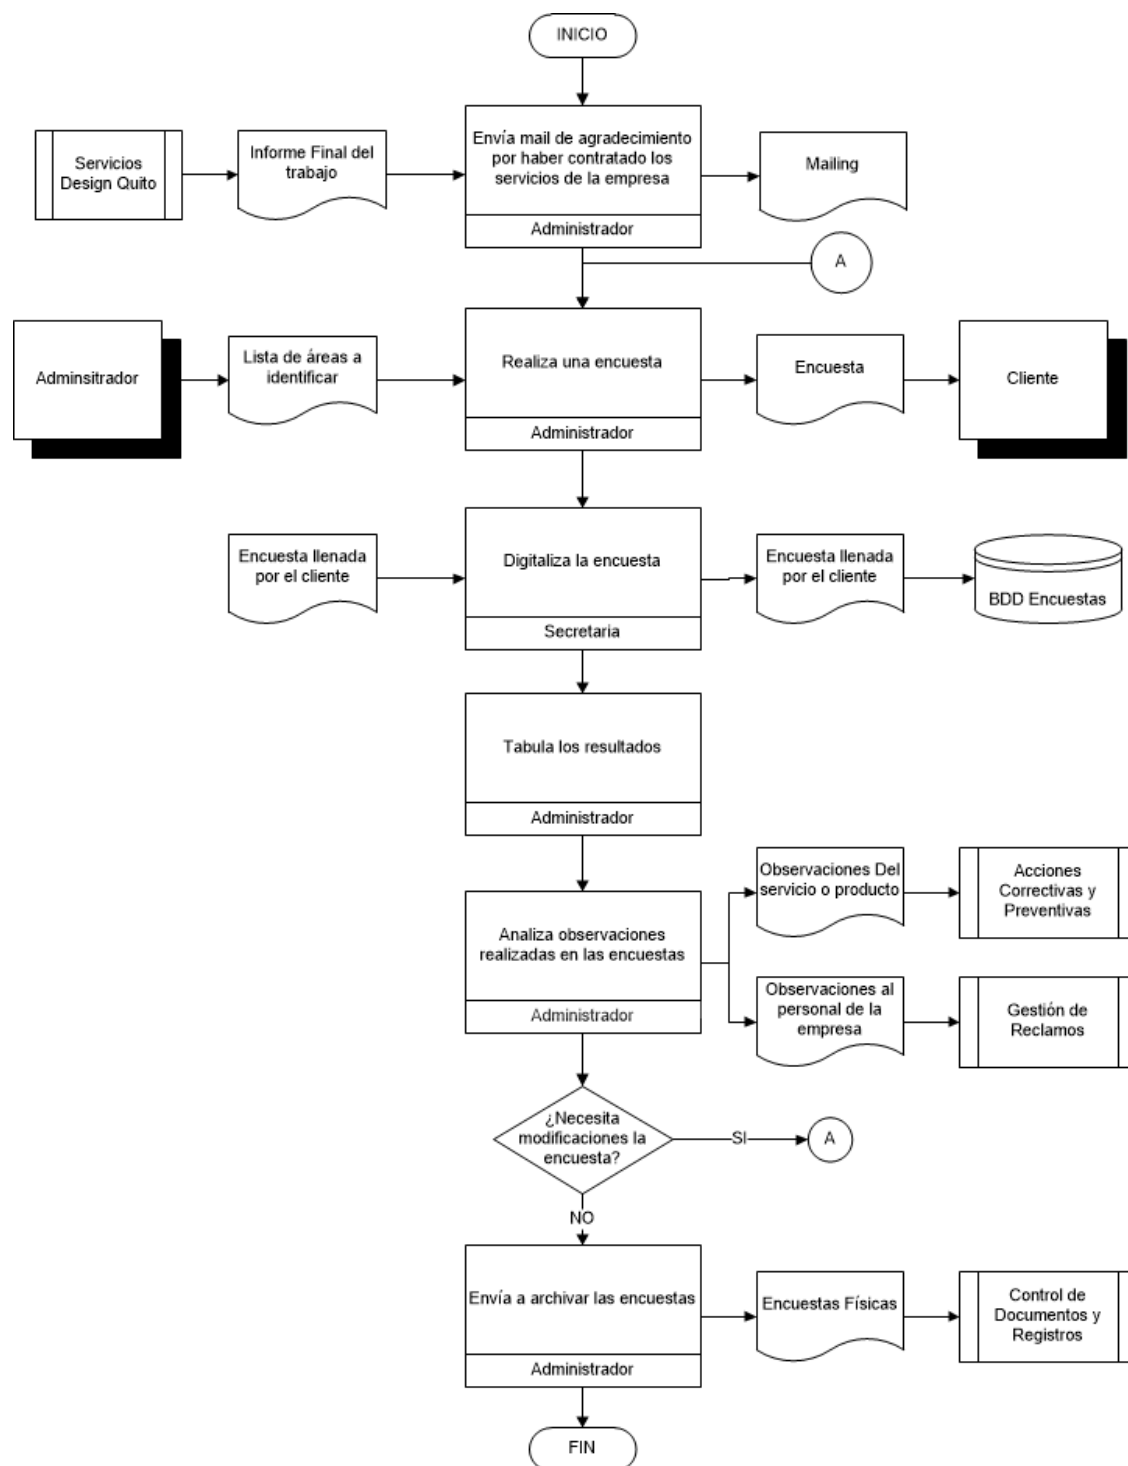 INICIO
Servicios
Design Quito
Informe Final del
trabajo
Envía mail de agradecimiento
por haber contratado los
servicios de la empresa
Administrador
Mailing
A
Adminsitrador
Lista de áreas a
identificar
Realiza una encuesta
Administrador
Encuesta
Cliente
Encuesta llenada
por el cliente
Digitaliza la encuesta
Secretaria
Encuesta llenada
por el cliente
BDD Encuestas
Tabula los resultados
Administrador
Analiza observaciones
realizadas en las encuestas
Administrador
Observaciones Del
servicio o producto
Acciones
Correctivas y
Preventivas
Observaciones al
personal de la
empresa
Gestión de
Reclamos
¿Necesita
modificaciones la
encuesta?
SI
A
NO
Envía a archivar las encuestas
Administrador
Encuestas Físicas
Control de
Documentos y
Registros
FIN